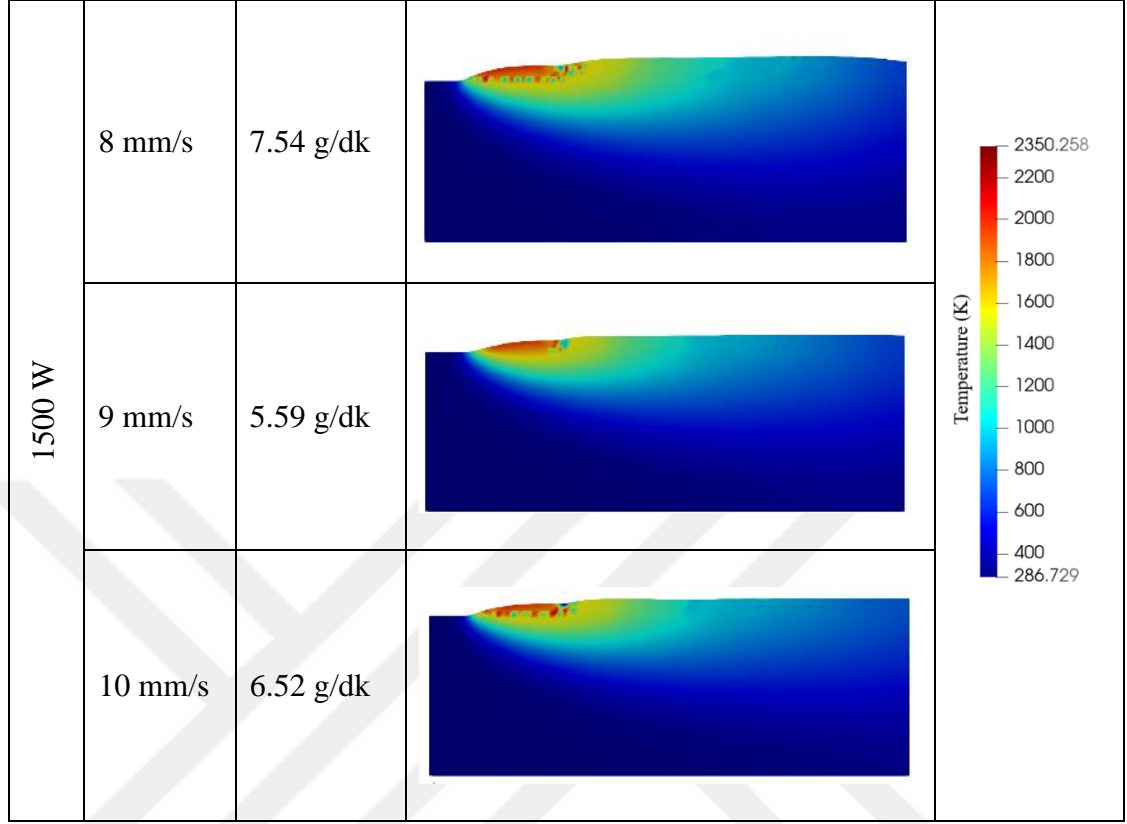 1500 W
8 mm/s
7.54 g/dk
9 mm/s
5.59 g/dk
10 mm/s
6.52 g/dk
Temperature (K)
2350.258
2200
2000
1800
1600
1400
1200
1000
800
600
400
286.729